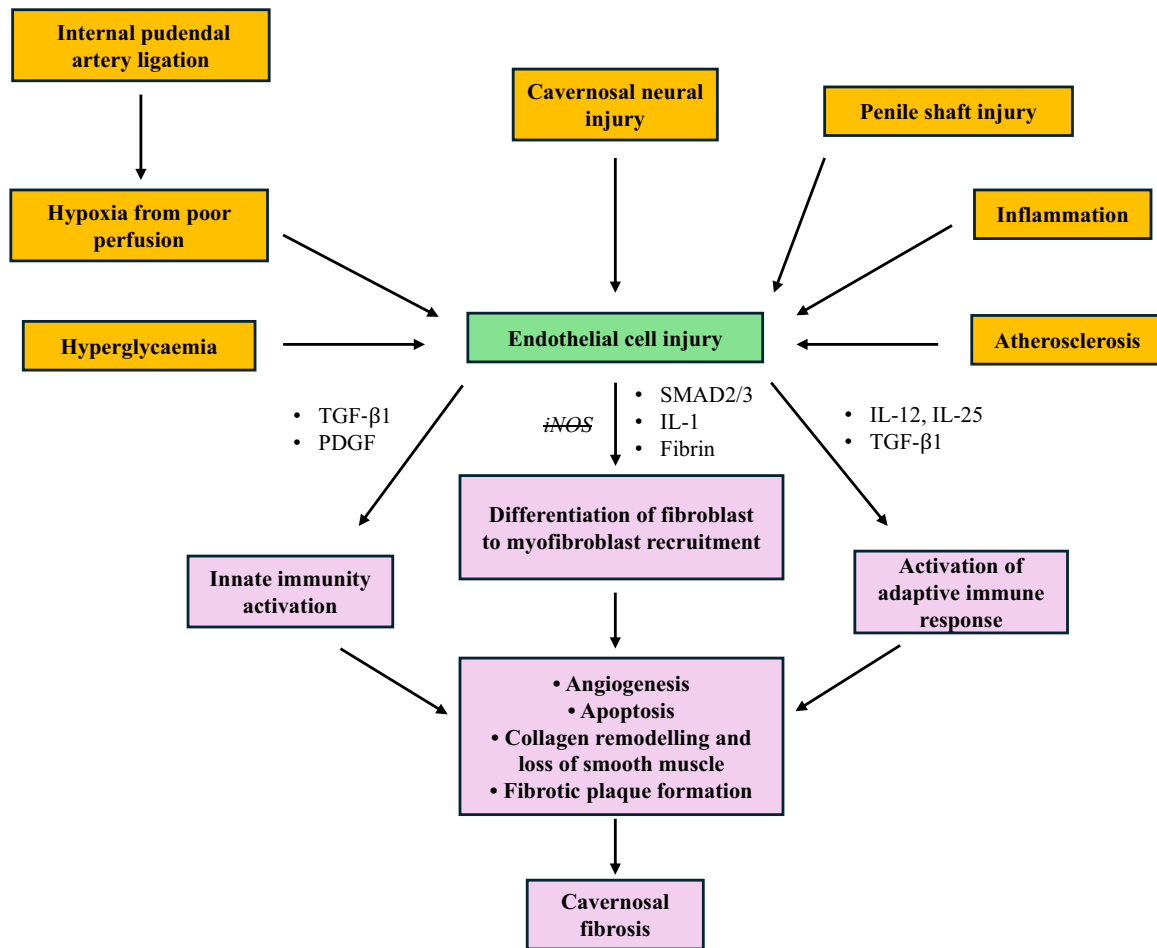 Internal pudendal
artery ligation
Cavernosal neural
injury
Penile shaft injury
Hypoxia from poor
perfusion
Inflammation
Hyperglycaemia
Endothelial cell injury
Atherosclerosis
• TGF-β1
• PDGF
iNOS
• SMAD2/3
• IL-1
• Fibrin
• IL-12, IL-25
• TGF-β1
Differentiation of fibroblast
to myofibroblast recruitment
Innate immunity
activation
Activation of
adaptive immune
response
• Angiogenesis
• Apoptosis
• Collagen remodelling and
loss of smooth muscle
• Fibrotic plaque formation
Cavernosal
fibrosis